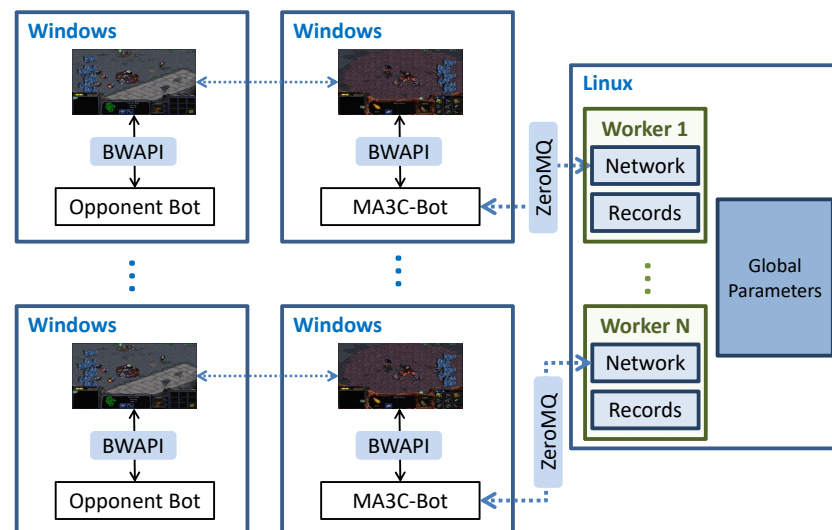 Windows
BWAPI
Opponent Bot
Windows
BWAPI
MA3C-Bot
ZeroMQ
Linux
Worker 1
Network
Records
Global
Parameters
Windows
BWAPI
Opponent Bot
Windows
BWAPI
MA3C-Bot
ZeroMQ
Worker N
Network
Records